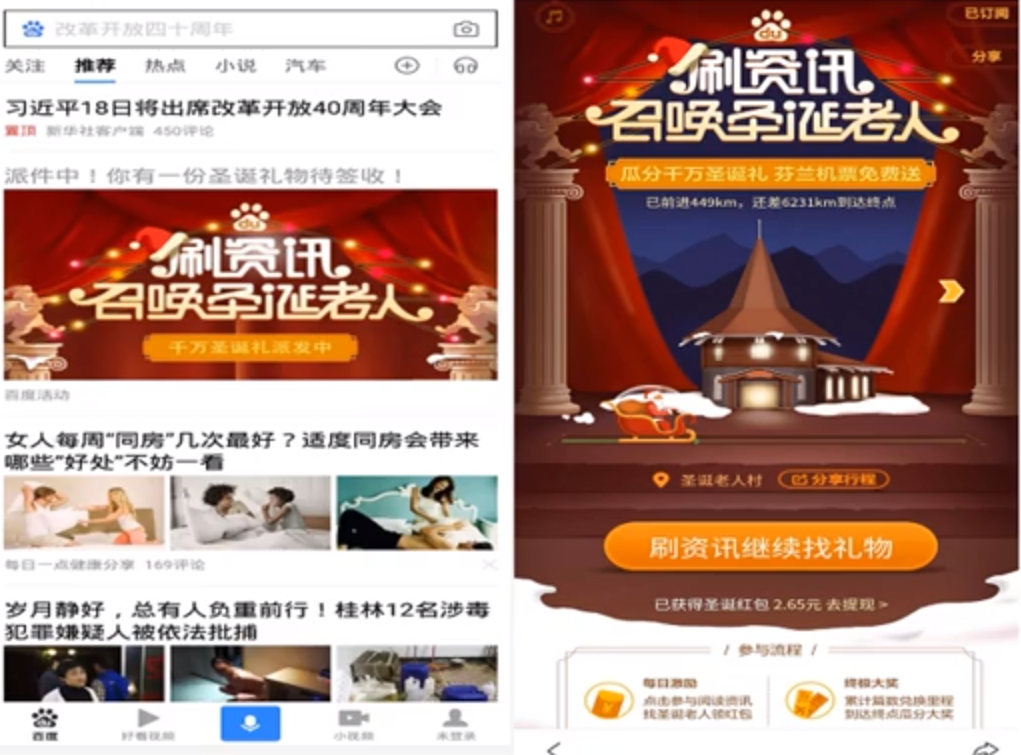 改革开放四十周年
关注 推荐 热点 小说 汽车
习近平18日将出席改革开放40周年大会
置顶 新华社客户端 450评论
派件中！你有一份圣诞礼物待签收！
du
刷资讯
召唤圣诞老人
千万圣诞礼派发中
百度活动
女人每周“同房”几次最好？适度同房会带来
哪些“好处”不妨一看
每日一点健康分享 169评论
岁月静好，总有人负重前行！桂林12名涉毒
犯罪嫌疑人被依法批捕
百度 好看视频 小视频 未登录
已订阅
分享
du
刷资讯
召唤圣诞老人
瓜分千万圣诞礼 芬兰机票免费送
已前进449km，还差6231km到达终点
圣诞老人村 分享行程
刷资讯继续找礼物
已获得圣诞红包 2.65元 去提现 >
/ 参与流程 /
每日激励
点击参与阅读资讯
找圣诞老人领红包
终极大奖
累计篇数兑换里程
到达终点瓜分大奖